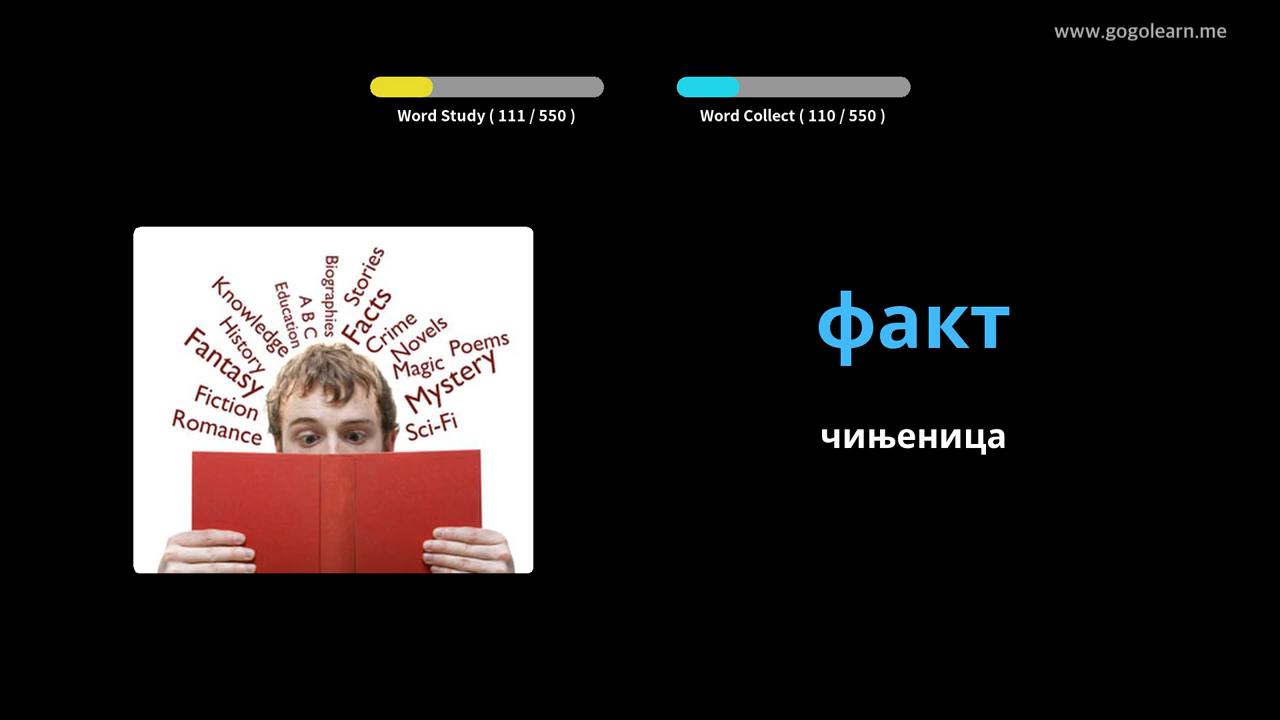 www.gogolearn.me
Word Study ( 111 / 550 )
Word Collect ( 110 / 550 )
Knowledge
Education
A B C
Biographies
Stories
Facts
Crime
Novels
Poems
History
Fantasy
Magic
Mystery
Fiction
Romance
Sci-Fi
факт
чињеница